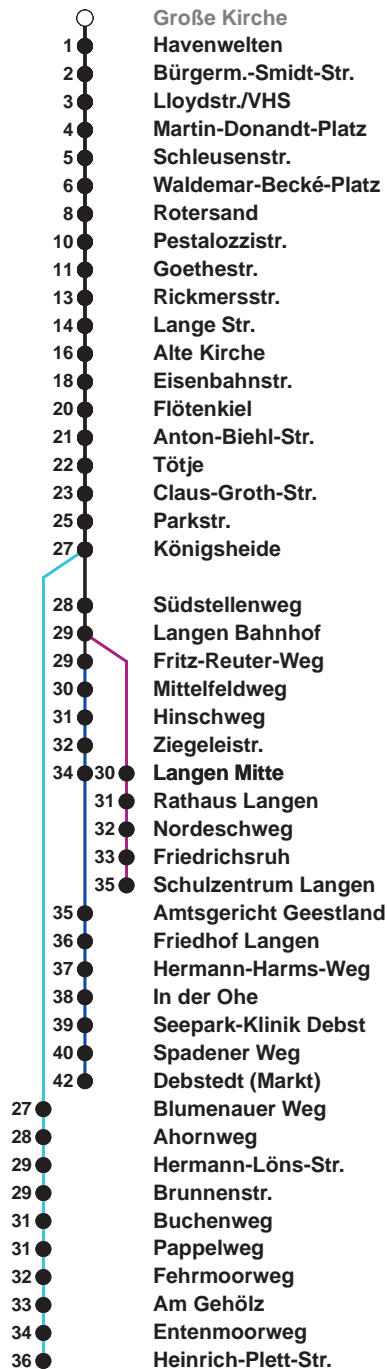 Große Kirche
1 Havenwelten
2 Bürgerm.-Smidt-Str.
3 Lloydstr./VHS
4 Martin-Donandt-Platz
5 Schleusenstr.
6 Waldemar-Becké-Platz
8 Rotersand
10 Pestalozzistr.
11 Goethestr.
13 Rickmersstr.
14 Lange Str.
16 Alte Kirche
18 Eisenbahnstr.
20 Flötenkiel
21 Anton-Biehl-Str.
22 Tötje
23 Claus-Groth-Str.
25 Parkstr.
27 Königsheide
28 Südstellenweg
29 Langen Bahnhof
29 Fritz-Reuter-Weg
30 Mittelfeldweg
31 Hinschweg
32 Ziegeleistr.
34 30 Langen Mitte
31 Rathaus Langen
32 Nordeschweg
33 Friedrichsruh
35 Schulzentrum Langen
35 Amtsgericht Geestland
36 Friedhof Langen
37 Hermann-Harms-Weg
38 In der Ohe
39 Seepark-Klinik Debst
40 Spadener Weg
42 Debstedt (Markt)
27 Blumenauer Weg
28 Ahornweg
29 Hermann-Löns-Str.
29 Brunnenstr.
31 Buchenweg
31 Pappelweg
32 Fehrmoorweg
33 Am Gehölz
34 Entenmoorweg
36 Heinrich-Plett-Str.